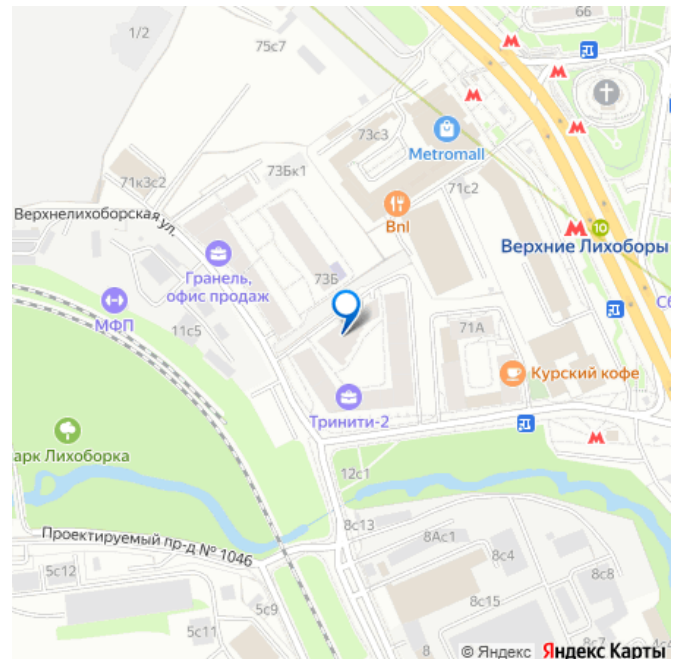 66
1/2
75с7
73с3
Metromall
73Бк1
71к3с2
71с2
Верхнелихоборская ул.
Bnl
10
Верхние Лихоборы
Гранель,
офис продаж
73Б
МФП
11с5
71А
Курский кофе
Тринити-2
арк Лихоборка
12с1
8с13
8Ас1
Проектируемый пр-д № 1046
8с4
5с12
8с8
8с15
5с9
5с11
8с7
© Яндекс Яндекс Карты